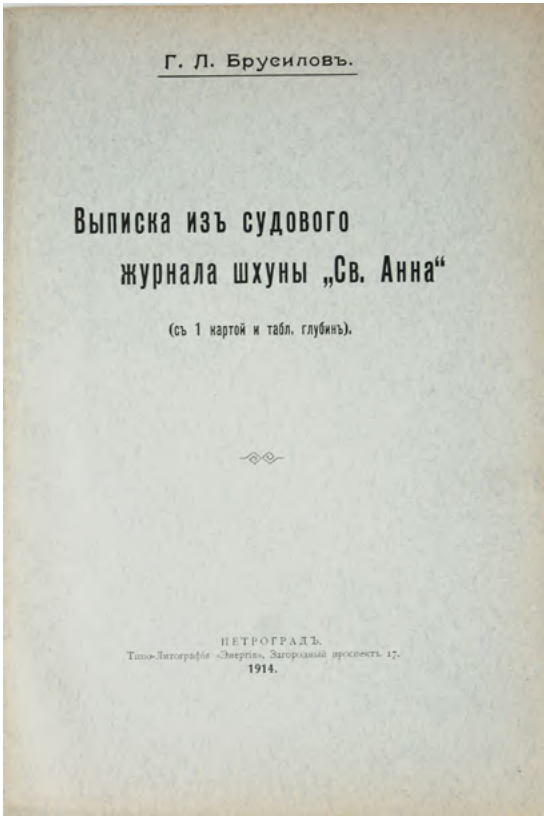 Г. Л. Брусиловъ.
Выписка изъ судового
журнала шхуны „Св. Анна“
(съ 1 картой и табл. глубинъ).
ПЕТРОГРАДЪ.
Типо-Литографія «Энергія», Загородный проспектъ 17.
1914.